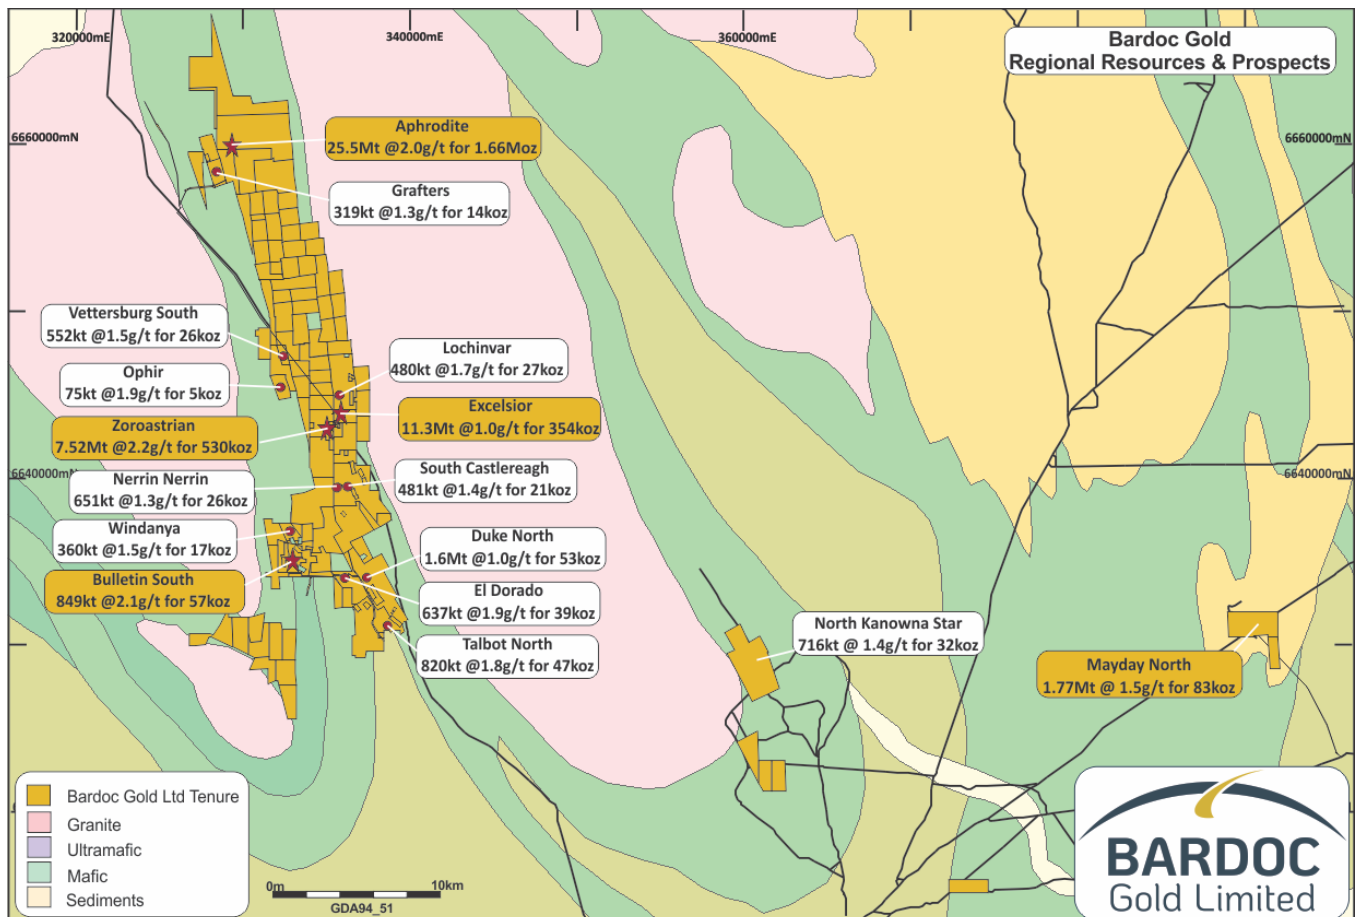 320000mE
340000mE
360000mE
Bardoc Gold
Regional Resources & Prospects
6660000mN
6660000mN
Aphrodite
25.5Mt @2.0g/t for 1.66Moz
Grafters
319kt @1.3g/t for 14koz
Vettersburg South
552kt @1.5g/t for 26koz
Lochinvar
480kt @1.7g/t for 27koz
Ophir
75kt @1.9g/t for 5koz
Excelsior
11.3Mt @1.0g/t for 354koz
Zoroastrian
7.52Mt @2.2g/t for 530koz
6640000mN
6640000mN
South Castlereagh
481kt @1.4g/t for 21koz
Nerrin Nerrin
651kt @1.3g/t for 26koz
Windanya
360kt @1.5g/t for 17koz
Duke North
1.6Mt @1.0g/t for 53koz
Bulletin South
849kt @2.1g/t for 57koz
El Dorado
637kt @1.9g/t for 39koz
Talbot North
820kt @1.8g/t for 47koz
North Kanowna Star
716kt @ 1.4g/t for 32koz
Mayday North
1.77Mt @ 1.5g/t for 83koz
Bardoc Gold Ltd Tenure
Granite
Ultramafic
Mafic
Sediments
0m
10km
GDA94_51
BARDOC
Gold Limited